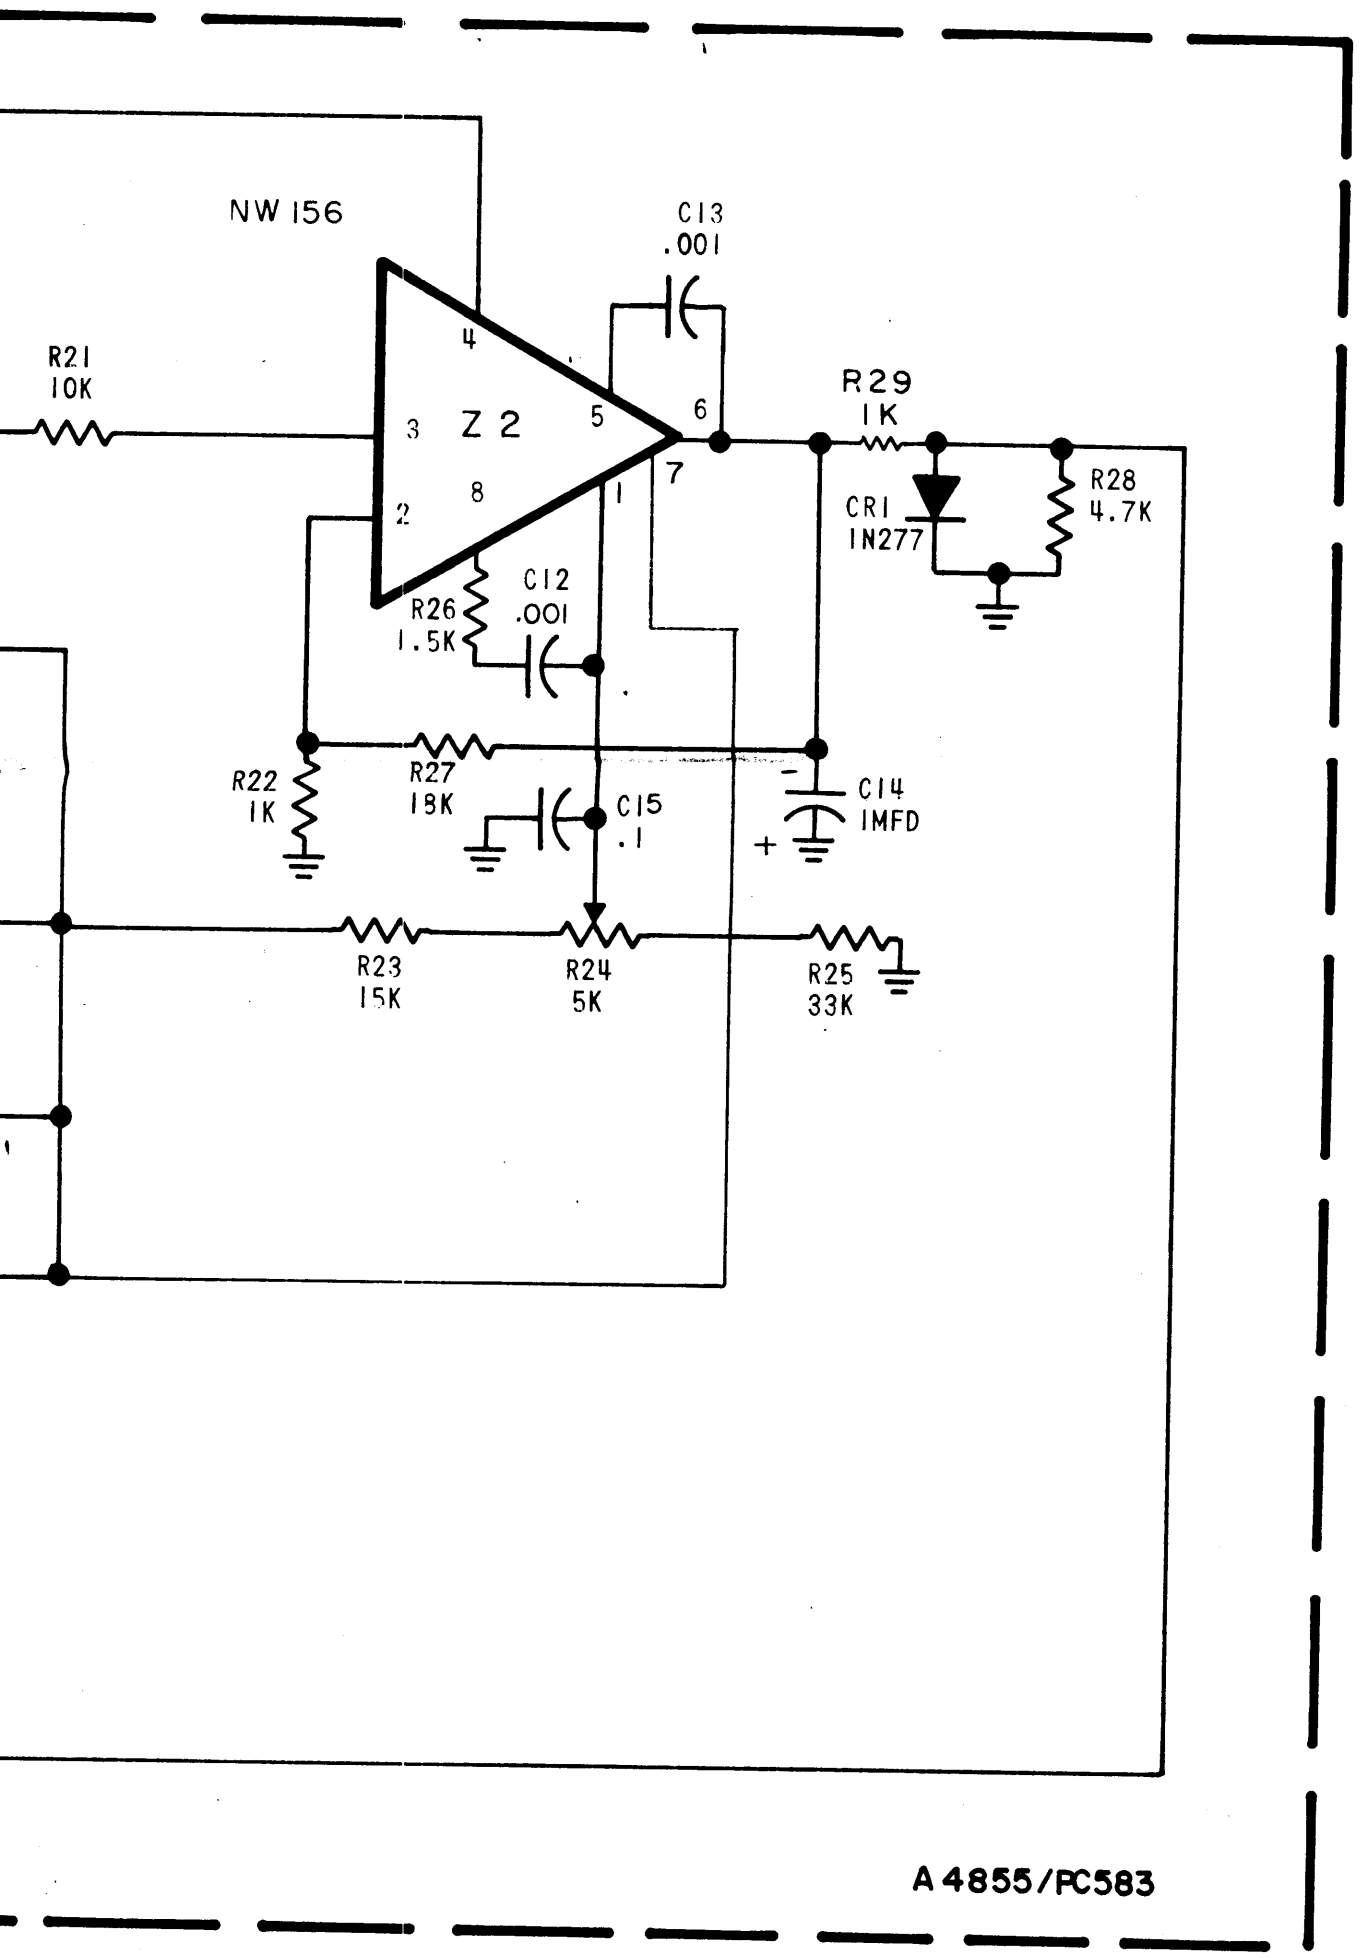 NW 156
C13
.001
R21
10K
4
R29
1K
3
Z 2
5
6
7
8
1
2
R28
4.7K
CR1
1N277
C12
.001
R26
1.5K
R22
1K
R27
18K
C15
.1
-
C14
1MFD
+
R23
15K
R24
5K
R25
33K
A 4855/PC583